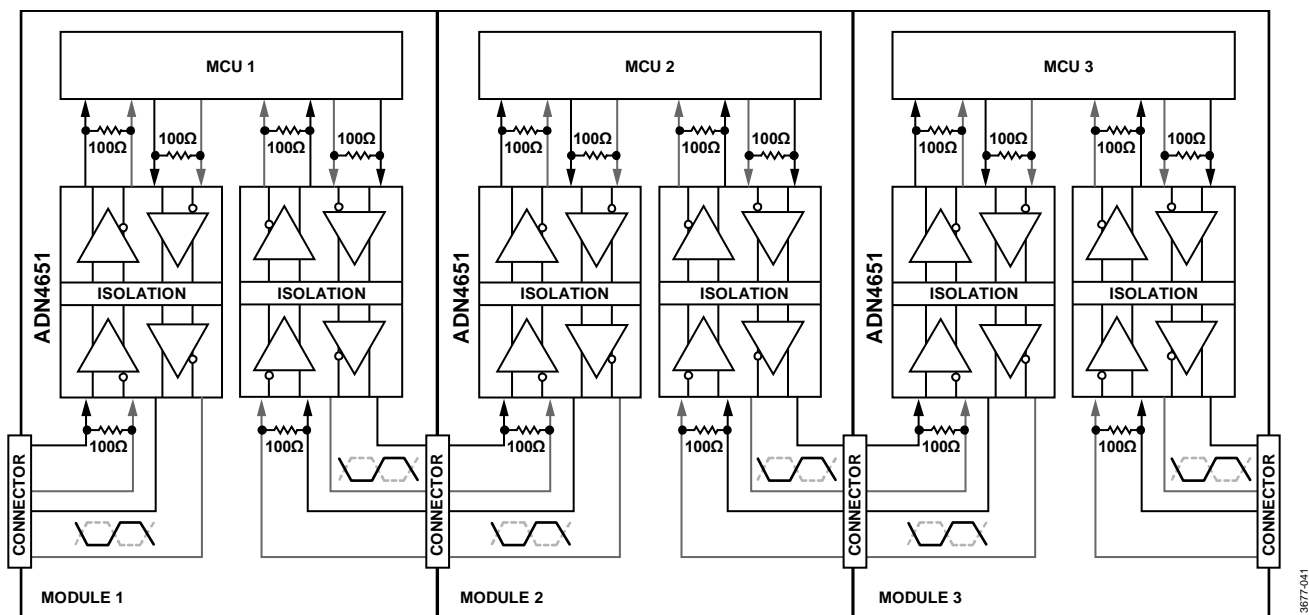 MCU 1
MCU 2
MCU 3
100Ω
100Ω
100Ω
100Ω
100Ω
100Ω
100Ω
100Ω
100Ω
100Ω
100Ω
100Ω
ADN4651
ISOLATION
ISOLATION
ADN4651
ISOLATION
ISOLATION
ADN4651
ISOLATION
ISOLATION
100Ω
100Ω
100Ω
100Ω
100Ω
100Ω
CONNECTOR
CONNECTOR
CONNECTOR
CONNECTOR
MODULE 1
MODULE 2
MODULE 3
3677-041